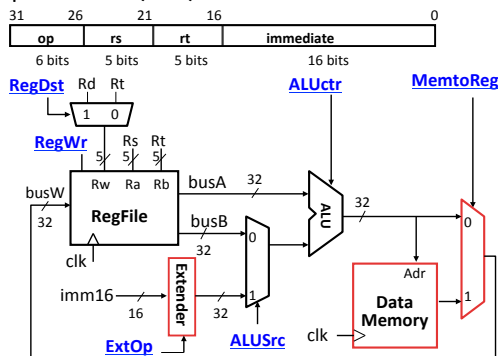 31 26 21 16 0
op rs rt immediate
6 bits 5 bits 5 bits 16 bits
RegDst Rd Rt ALUctr MemtoReg
1 0
RegWr Rs Rt
5 5 5
busW Rw Ra Rb busA 32
32 RegFile busB 32
clk 32 0 ALU 0
Adr
imm16 Extender 1 Data 1
16 32 Memory
clk
ExtOp ALUSrc